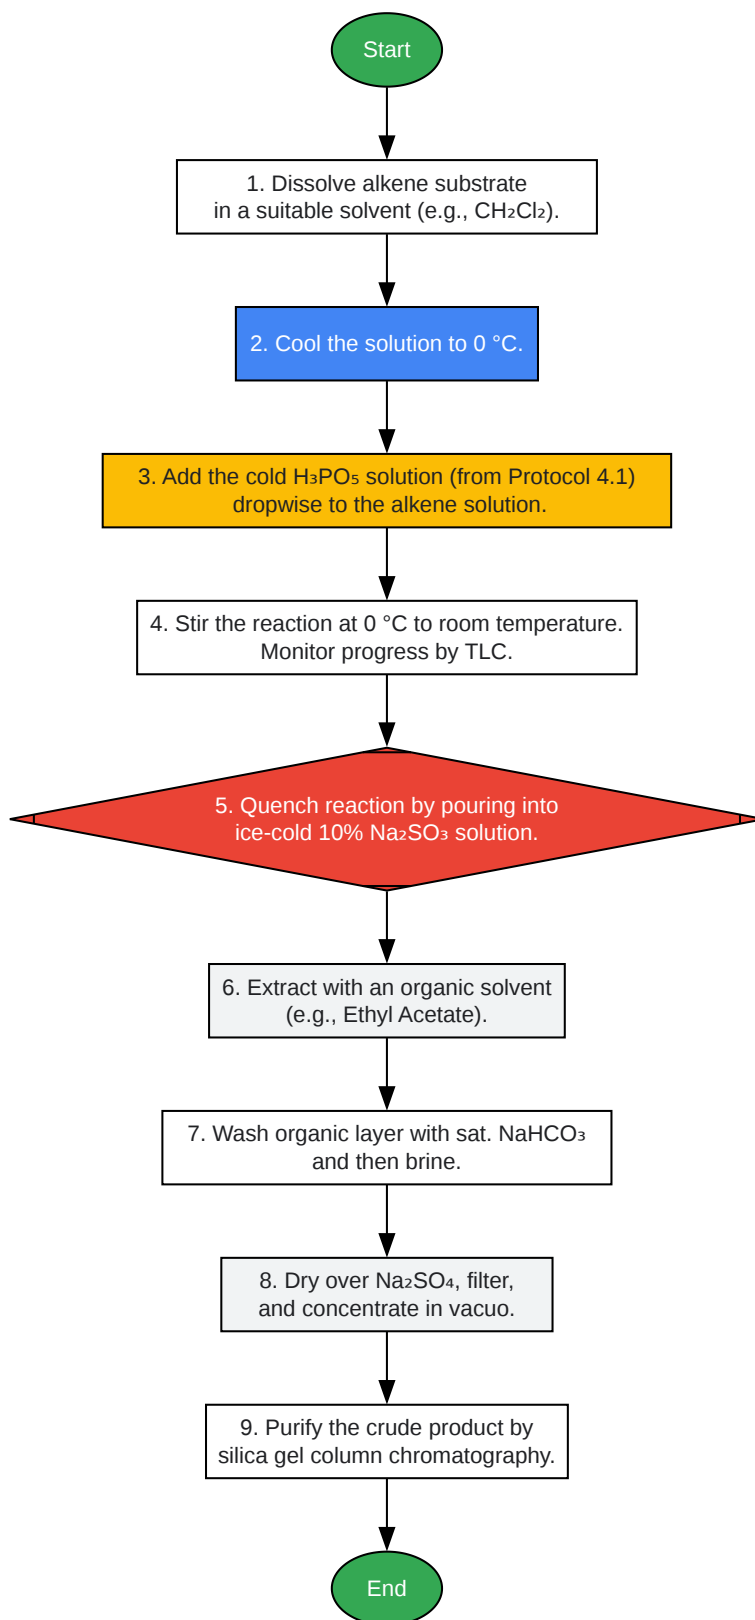 Start
1. Dissolve alkene substrate
in a suitable solvent (e.g., CH₂Cl₂).
2. Cool the solution to 0 °C.
3. Add the cold H₃PO₅ solution (from Protocol 4.1)
dropwise to the alkene solution.
4. Stir the reaction at 0 °C to room temperature.
Monitor progress by TLC.
5. Quench reaction by pouring into
ice-cold 10% Na₂SO₃ solution.
6. Extract with an organic solvent
(e.g., Ethyl Acetate).
7. Wash organic layer with sat. NaHCO₃
and then brine.
8. Dry over Na₂SO₄, filter,
and concentrate in vacuo.
9. Purify the crude product by
silica gel column chromatography.
End